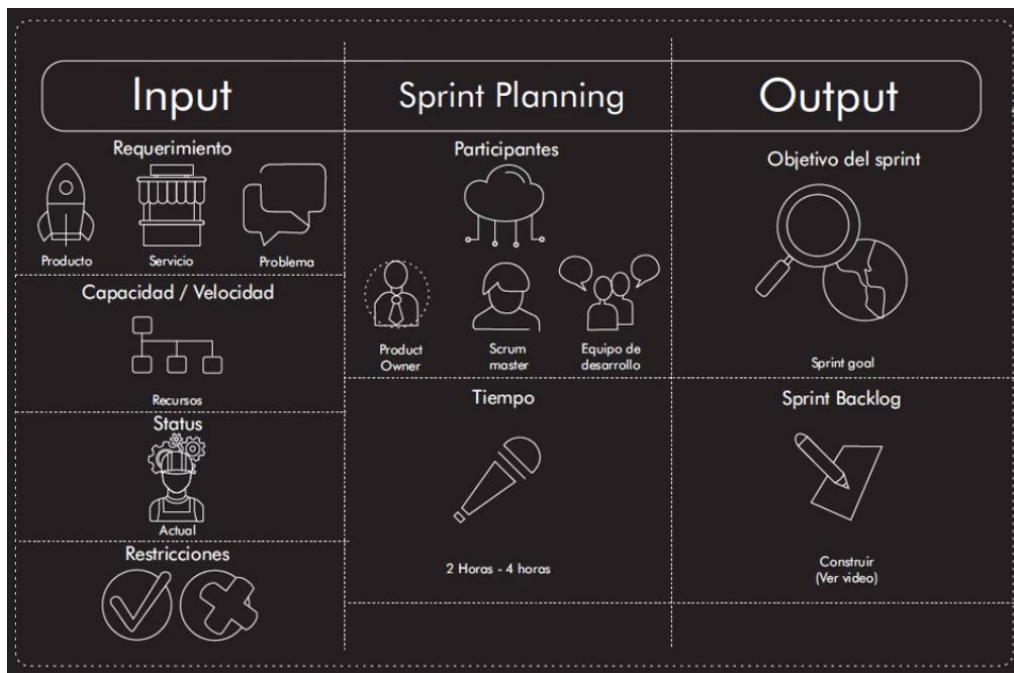 Input
Sprint Planning
Output
Requerimiento
Producto
Servicio
Problema
Capacidad / Velocidad
Recursos
Status
Actual
Restricciones
Participantes
Product
Owner
Scrum
master
Equipo de
desarrollo
Tiempo
2 Horas - 4 horas
Objetivo del sprint
Sprint goal
Sprint Backlog
Construir
(Ver video)